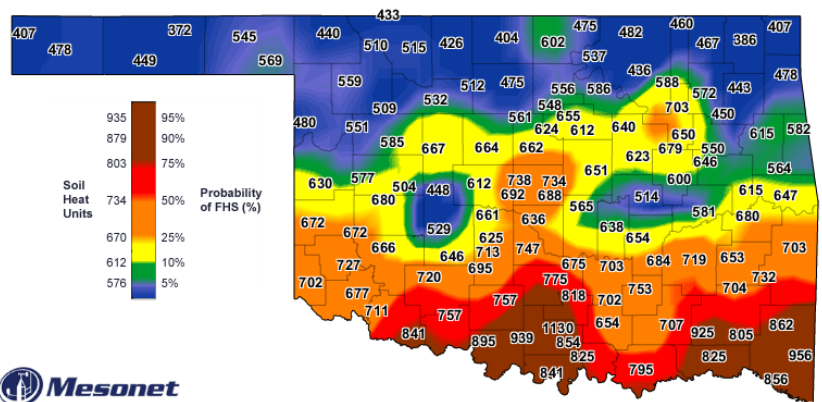 433
407 372 440 475 460 407
478 545 510 515 426 404 602 482 467 386
449 569 537
559 512 475 556 586 436 588 572 443 478
935 95% 509 532 548 703 450
879 90% 480 551 561 655 640 650 615 582
803 75% 585 667 664 662 624 612 623 679 550
646 564
Soil 630 577 504 448 612 738 734 651 600
Heat 734 50% Probability 680 692 688 514 615 647
Units of FHS (%) 565 581
670 25% 672 672 661 636 638 680
612 10% 666 529 625 747 654 703
576 5% 727 646 713 675 703 684 719 653
702 720 695 775 753 732
677 757 818 702 704
711 757 654 707 862
841 895 939 1130 925 805
854
825 825 956
841 795 856
Mesonet